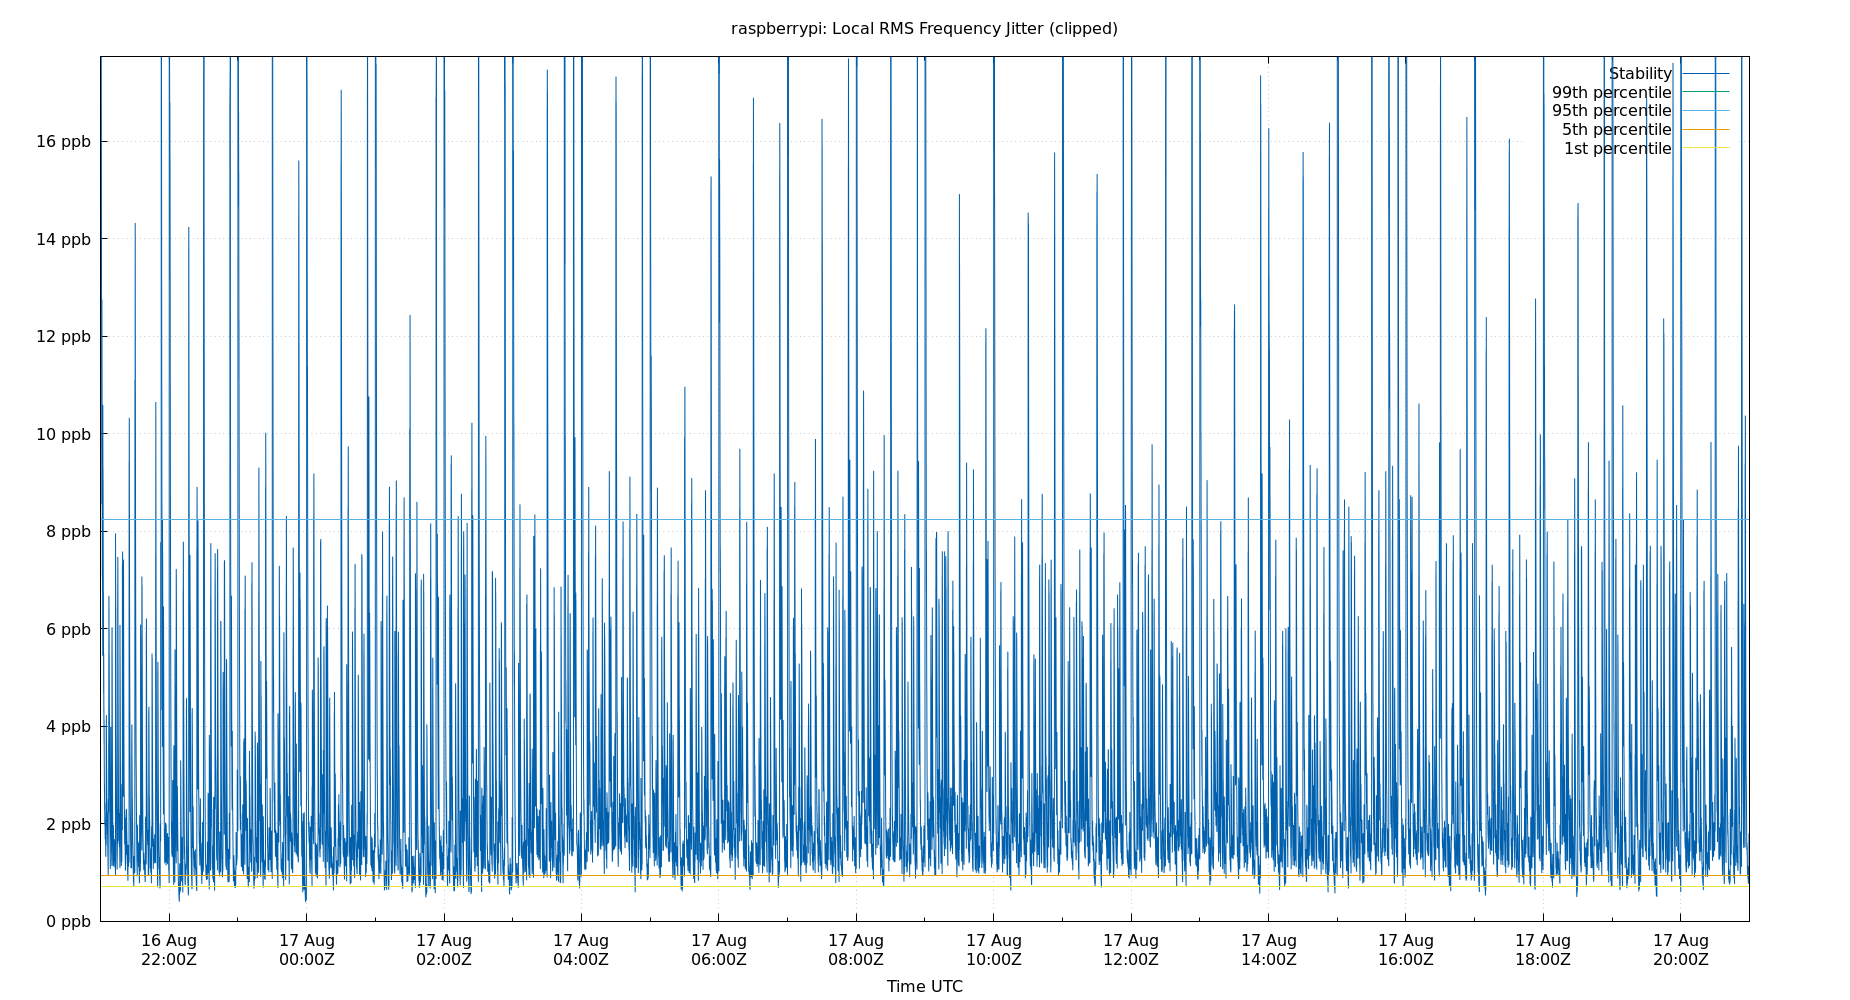 raspberrypi: Local RMS Frequency Jitter (clipped)
Stability
99th percentile
95th percentile
5th percentile
1st percentile
16 ppb
14 ppb
12 ppb
10 ppb
8 ppb
6 ppb
4 ppb
2 ppb
0 ppb
16 Aug 17 Aug 17 Aug 17 Aug 17 Aug 17 Aug 17 Aug 17 Aug 17 Aug 17 Aug 17 Aug 17 Aug
22:00Z 00:00Z 02:00Z 04:00Z 06:00Z 08:00Z 10:00Z 12:00Z 14:00Z 16:00Z 18:00Z 20:00Z
Time UTC